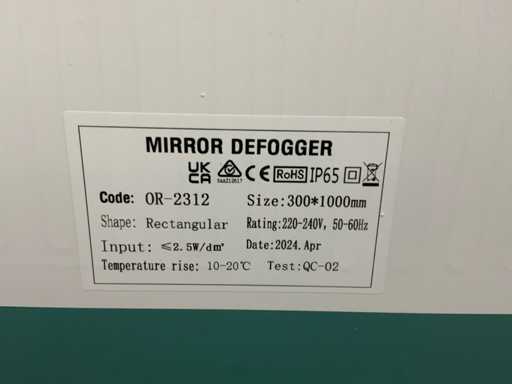 MIRROR DEFOGGER
UK CA CE RoHS IP65
Code: OR-2312 Size:300*1000mm
Shape: Rectangular Rating:220-240V, 50-60Hz
Input: ≤2.5W/dm² Date:2024.Apr
Temperature rise: 10-20℃ Test:QC-02